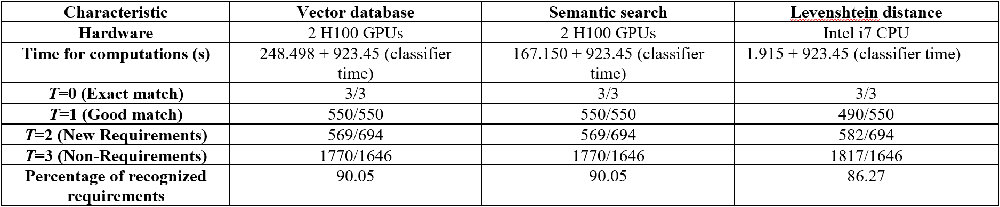 Characteristic Vector database Semantic search Levenshtein distance
Hardware 2 H100 GPUs 2 H100 GPUs Intel i7 CPU
Time for computations (s) 248.498 + 923.45 (classifier time) 167.150 + 923.45 (classifier time) 1.915 + 923.45 (classifier time)
T=0 (Exact match) 3/3 3/3 3/3
T=1 (Good match) 550/550 550/550 490/550
T=2 (New Requirements) 569/694 569/694 582/694
T=3 (Non-Requirements) 1770/1646 1770/1646 1817/1646
Percentage of recognized requirements 90.05 90.05 86.27